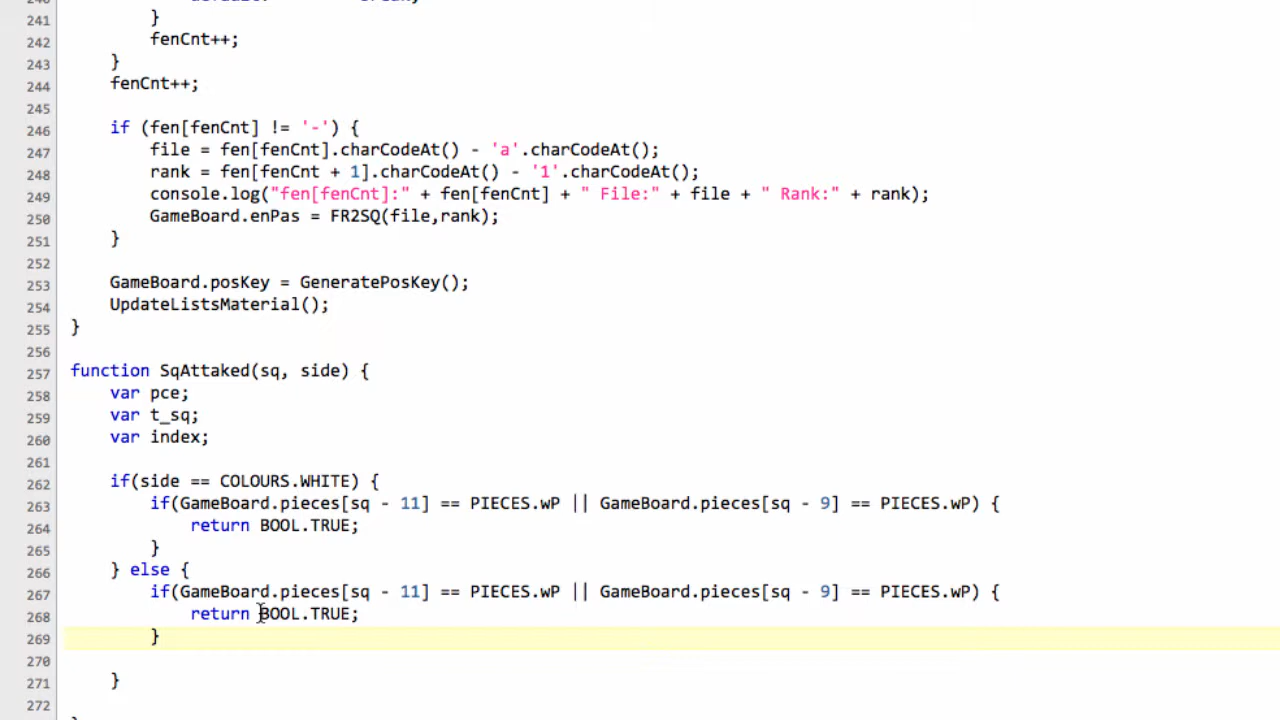 241 }
242 fenCnt++;
243 }
244 fenCnt++;
245
246 if (fen[fenCnt] != '-') {
247 file = fen[fenCnt].charCodeAt() - 'a'.charCodeAt();
248 rank = fen[fenCnt + 1].charCodeAt() - '1'.charCodeAt();
249 console.log("fen[fenCnt]:" + fen[fenCnt] + " File:" + file + " Rank:" + rank);
250 GameBoard.enPas = FR2SQ(file,rank);
251 }
252
253 GameBoard.posKey = GeneratePosKey();
254 UpdateListsMaterial();
255 }
256
257 function SqAttaked(sq, side) {
258 var pce;
259 var t_sq;
260 var index;
261
262 if(side == COLOURS.WHITE) {
263 if(GameBoard.pieces[sq - 11] == PIECES.wP || GameBoard.pieces[sq - 9] == PIECES.wP) {
264 return BOOL.TRUE;
265 }
266 } else {
267 if(GameBoard.pieces[sq - 11] == PIECES.wP || GameBoard.pieces[sq - 9] == PIECES.wP) {
268 return BOOL.TRUE;
269 }
270
271 }
272